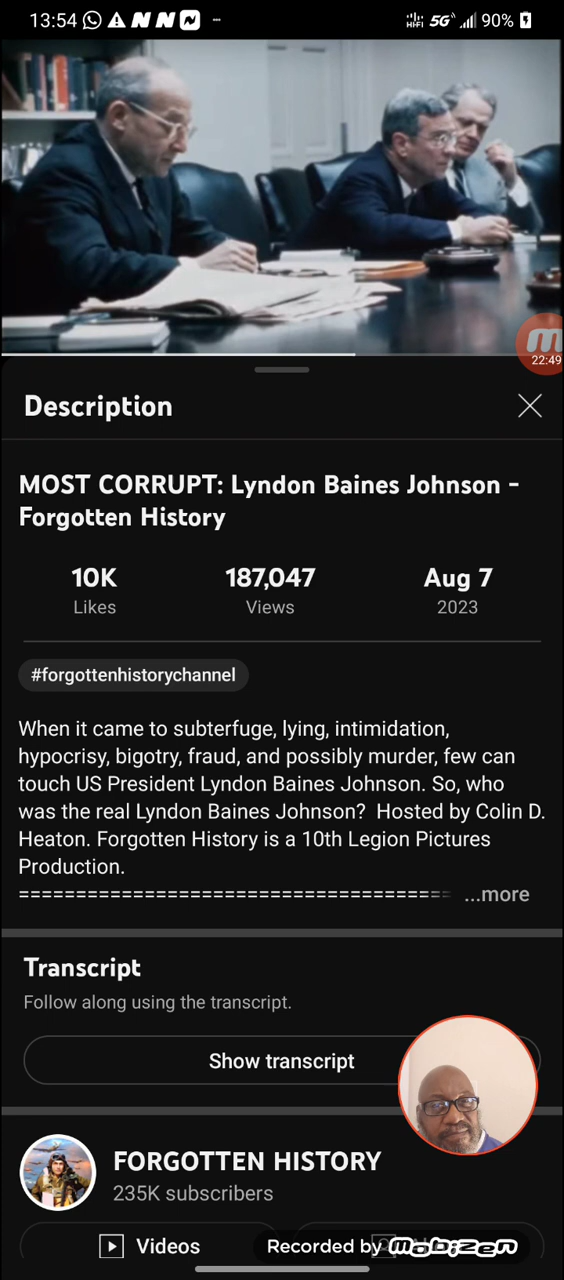 13:54
HiFi 5G 90%
22:49
Description
MOST CORRUPT: Lyndon Baines Johnson -
Forgotten History
10K 187,047 Aug 7
Likes Views 2023
#forgottenhistorychannel
When it came to subterfuge, lying, intimidation,
hypocrisy, bigotry, fraud, and possibly murder, few can
touch US President Lyndon Baines Johnson. So, who
was the real Lyndon Baines Johnson? Hosted by Colin D.
Heaton. Forgotten History is a 10th Legion Pictures
Production.
====================================== ...more
Transcript
Follow along using the transcript.
Show transcript
FORGOTTEN HISTORY
235K subscribers
Videos
Recorded by mobizen